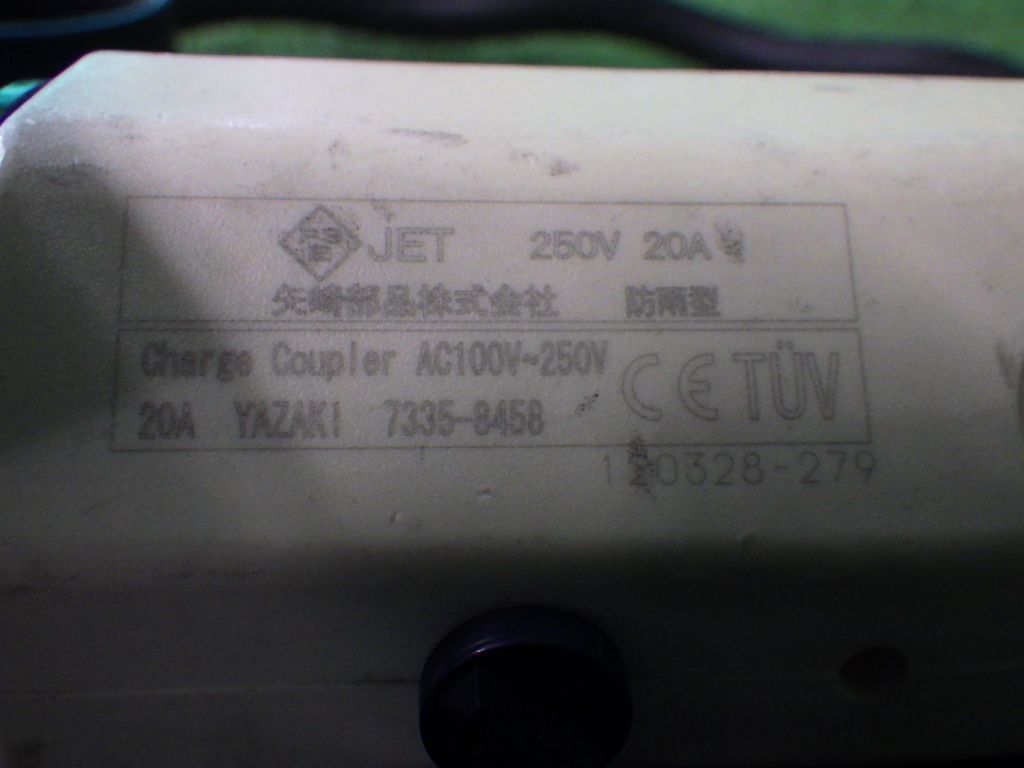 JET 250V 20A
矢崎部品株式会社 防雨型
Charge Coupler AC100V~250V
20A YAZAKI 7335-8458
CE TÜV
120328-279